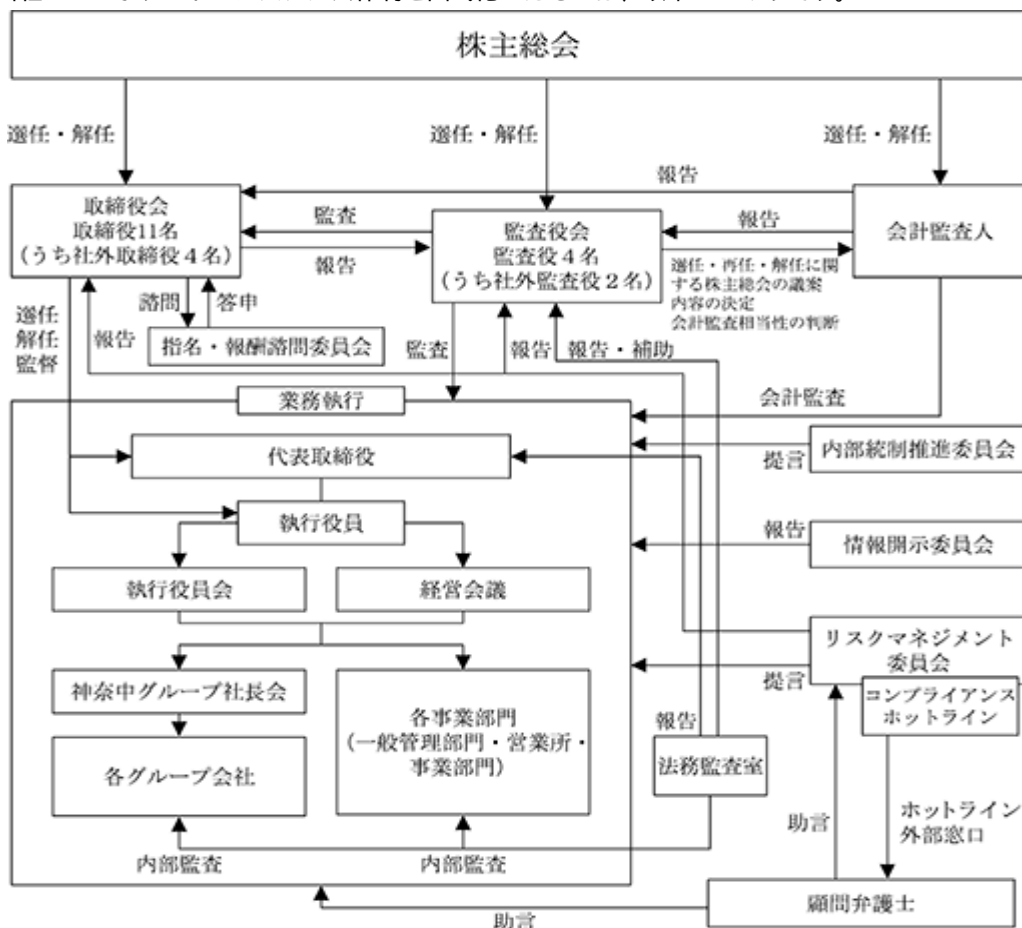 株主総会
選任・解任
選任・解任
選任・解任
報告
取締役会
取締役11名
(うち社外取締役4名)
監査
報告
監査役会
監査役4名
(うち社外監査役2名)
報告
会計監査人
選任・再任・解任に関
する株主総会の議案
内容の決定
会計監査相当性の判断
諮問
答申
指名・報酬諮問委員会
選任
解任
監督
報告
監査
報告
報告・補助
会計監査
業務執行
代表取締役
内部統制推進委員会
提言
執行役員
報告
情報開示委員会
執行役員会
経営会議
リスクマネジメント
委員会
提言
コンプライアンス
ホットライン
神奈中グループ社長会
各事業部門
(一般管理部門・営業所・
事業部門)
各グループ会社
報告
法務監査室
助言
ホットライン
外部窓口
内部監査
内部監査
顧問弁護士
助言